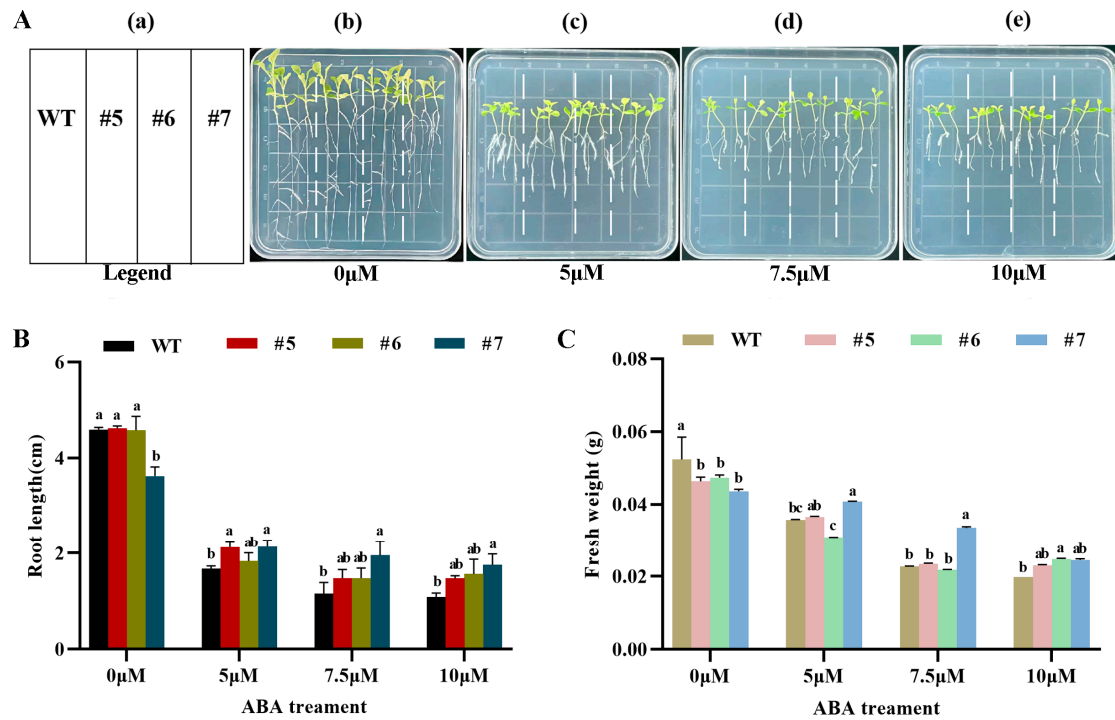 A (a) (b) (c) (d) (e)
WT #5 #6 #7
Legend 0μM 5μM 7.5μM 10μM
B WT #5 #6 #7
6
4
2
0
Root length(cm)
a a a b
b a ab a
b ab ab a
b ab ab a
0μM 5μM 7.5μM 10μM
ABA treament
C WT #5 #6 #7
0.08
0.06
0.04
0.02
0.00
Fresh weight (g)
a b b b
bc ab c a
b b b a
b ab a ab
0μM 5μM 7.5μM 10μM
ABA treament